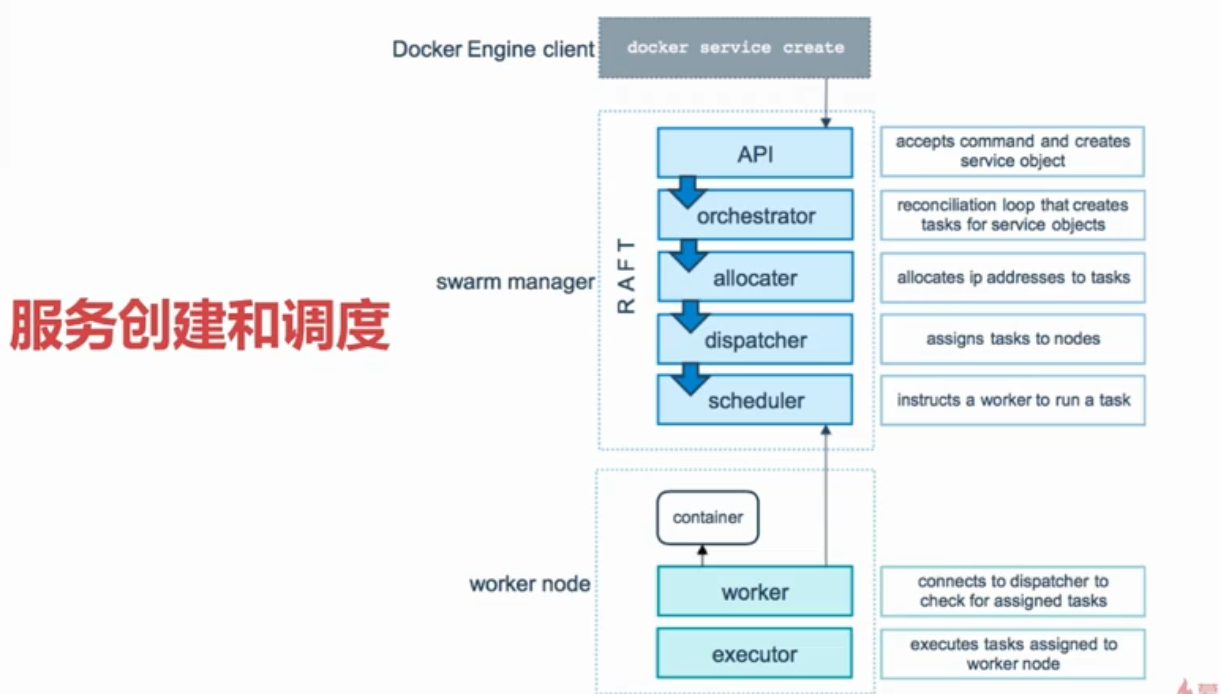 Docker Engine client
docker service create
API
accepts command and creates
service object
orchestrator
reconciliation loop that creates
tasks for service objects
swarm manager
RAFT
allocater
allocates ip addresses to tasks
服务创建和调度
dispatcher
assigns tasks to nodes
scheduler
instructs a worker to run a task
container
worker node
worker
connects to dispatcher to
check for assigned tasks
executor
executes tasks assigned to
worker node